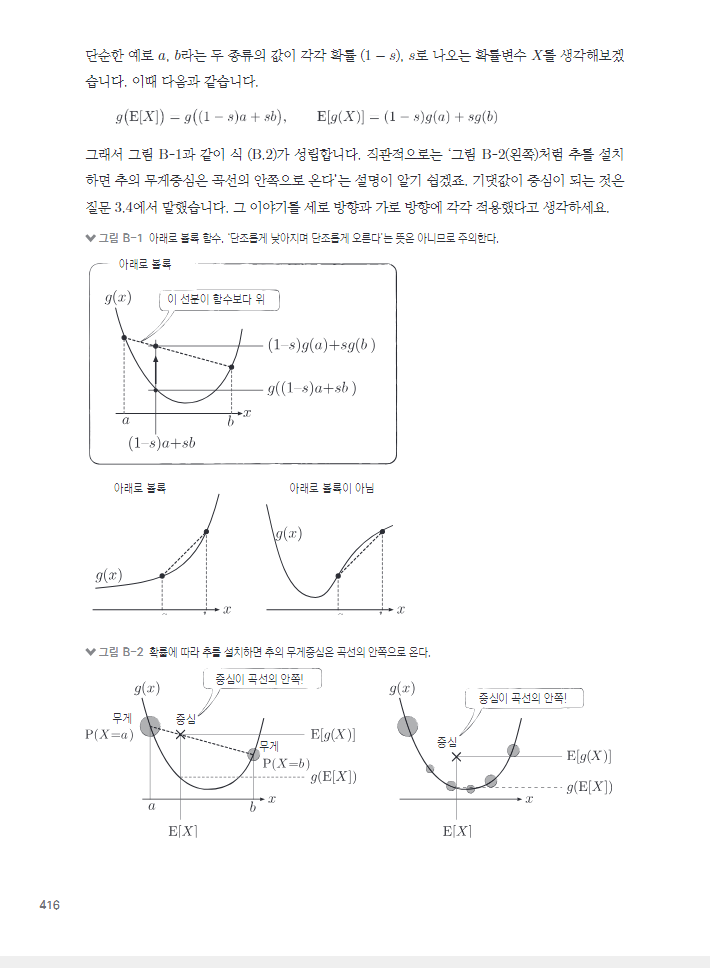 단순한 예로 a, b라는 두 종류의 값이 각각 확률 (1 − s), s로 나오는 확률변수 X를 생각해보겠
습니다. 이때 다음과 같습니다.
g(E[X]) = g((1 − s)a + sb), E[g(X)] = (1 − s)g(a) + sg(b)
그래서 그림 B-1과 같이 식 (B.2)가 성립합니다. 직관적으로는 ‘그림 B-2(왼쪽)처럼 추를 설치
하면 추의 무게중심은 곡선의 안쪽으로 온다’는 설명이 알기 쉽겠죠. 기댓값이 중심이 되는 것은
질문 3.4에서 말했습니다. 그 이야기를 세로 방향과 가로 방향에 각각 적용했다고 생각하세요.
그림 B-1 아래로 볼록 함수. ‘단조롭게 낮아지며 단조롭게 오른다’는 뜻은 아니므로 주의한다.
아래로 볼록
g(x)
이 선분이 함수보다 위
(1–s)g(a)+sg(b )
g((1–s)a+sb )
a
b
x
(1–s)a+sb
아래로 볼록
아래로 볼록이 아님
g(x)
g(x)
x
x
그림 B-2 확률에 따라 추를 설치하면 추의 무게중심은 곡선의 안쪽으로 온다.
g(x)
중심이 곡선의 안쪽!
무게
P(X=a)
중심
E[g(X)]
무게
P(X=b)
g(E[X])
a
b
x
E[X]
g(x)
중심이 곡선의 안쪽!
중심
E[g(X)]
g(E[X])
x
E[X]
416